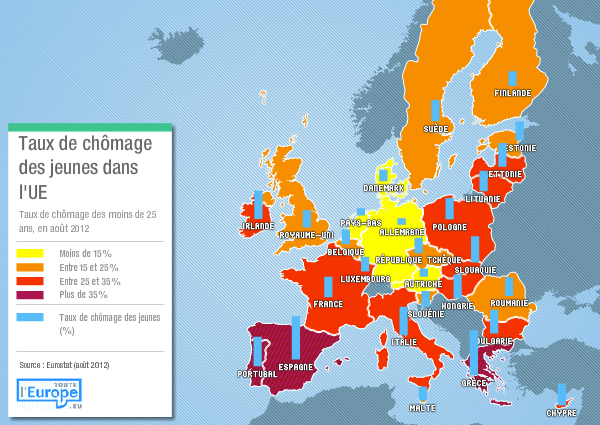 Taux de chômage
des jeunes dans
l'UE
Taux de chômage des moins de 25
ans, en août 2012
Moins de 15%
Entre 15 et 25%
Entre 25 et 35%
Plus de 35%
Taux de chômage des jeunes
(%)
Source : Eurostat (août 2012)
TOUTE
l'Europe
.EU
FINLANDE
SUÈDE
ESTONIE
LETTONIE
LITUANIE
DANEMARK
IRLANDE
ROYAUME-UNI
PAYS-BAS
POLOGNE
ALLEMAGNE
BELGIQUE
RÉPUBLIQUE TCHÈQUE
SLOVAQUIE
LUXEMBOURG
AUTRICHE
FRANCE
HONGRIE
ROUMANIE
SLOVÉNIE
ITALIE
BULGARIE
PORTUGAL
ESPAGNE
GRÈCE
MALTE
CHYPRE